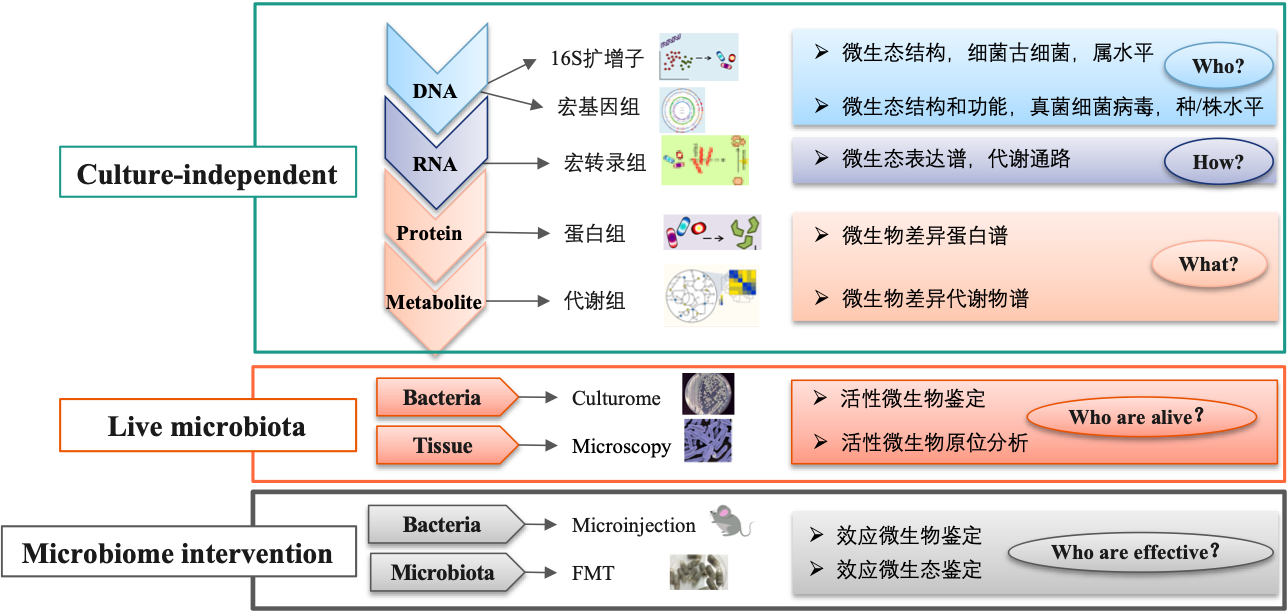 DNA
16S扩增子
➢ 微生态结构，细菌古细菌，属水平
Who?
宏基因组
➢ 微生态结构和功能，真菌细菌病毒，种/株水平
Culture-independent
RNA
宏转录组
➢ 微生态表达谱，代谢通路
How?
Protein
蛋白组
➢ 微生物差异蛋白谱
What?
Metabolite
代谢组
➢ 微生物差异代谢物谱
Live microbiota
Bacteria
Culturome
➢ 活性微生物鉴定
Who are alive？
Tissue
Microscopy
➢ 活性微生物原位分析
Microbiome intervention
Bacteria
Microinjection
➢ 效应微生物鉴定
Who are effective？
Microbiota
FMT
➢ 效应微生态鉴定